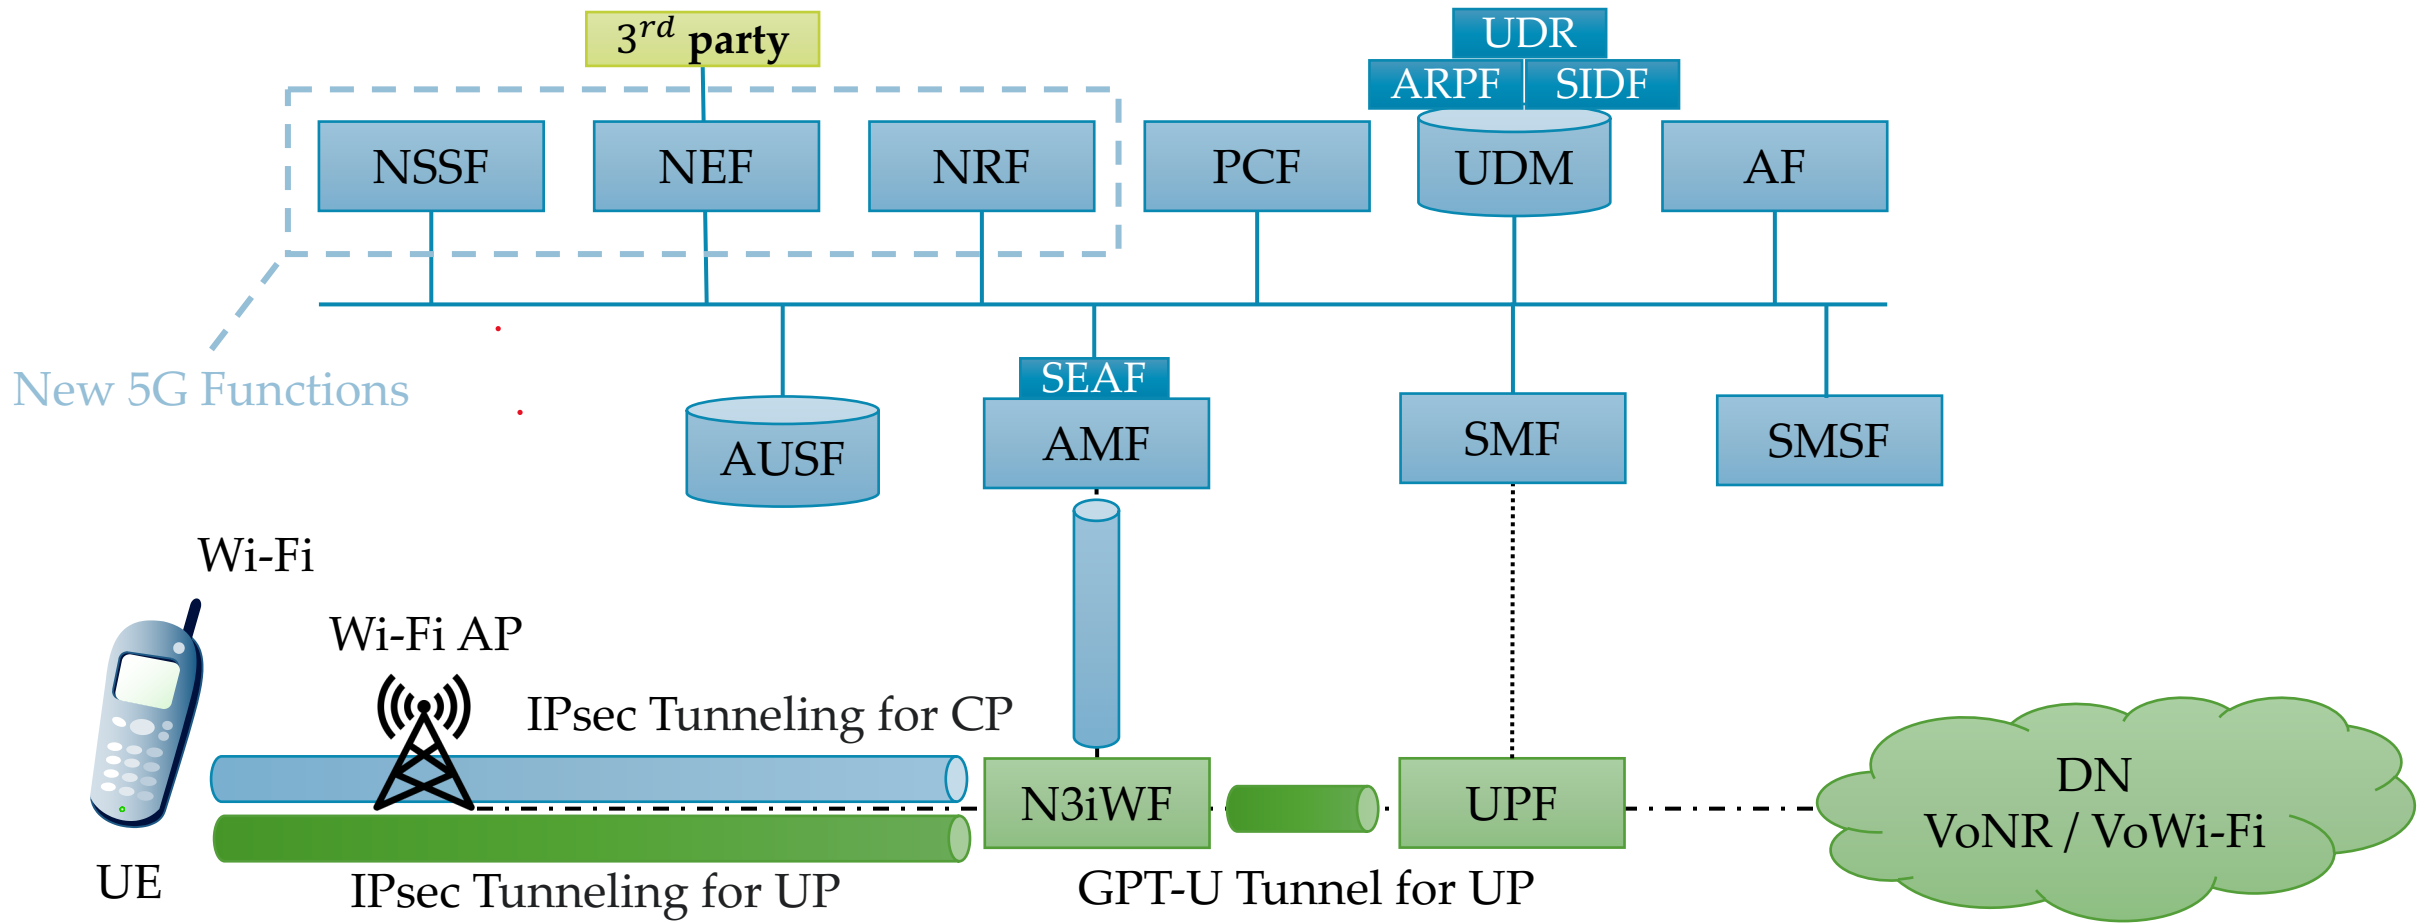 3rd party
UDR
ARPF SIDF
NSSF NEF NRF PCF UDM AF
New 5G Functions
SEAF
AUSF AMF SMF SMSF
Wi-Fi
Wi-Fi AP
IPsec Tunneling for CP
N3iWF UPF
DN
VoNR / VoWi-Fi
UE
IPsec Tunneling for UP
GPT-U Tunnel for UP